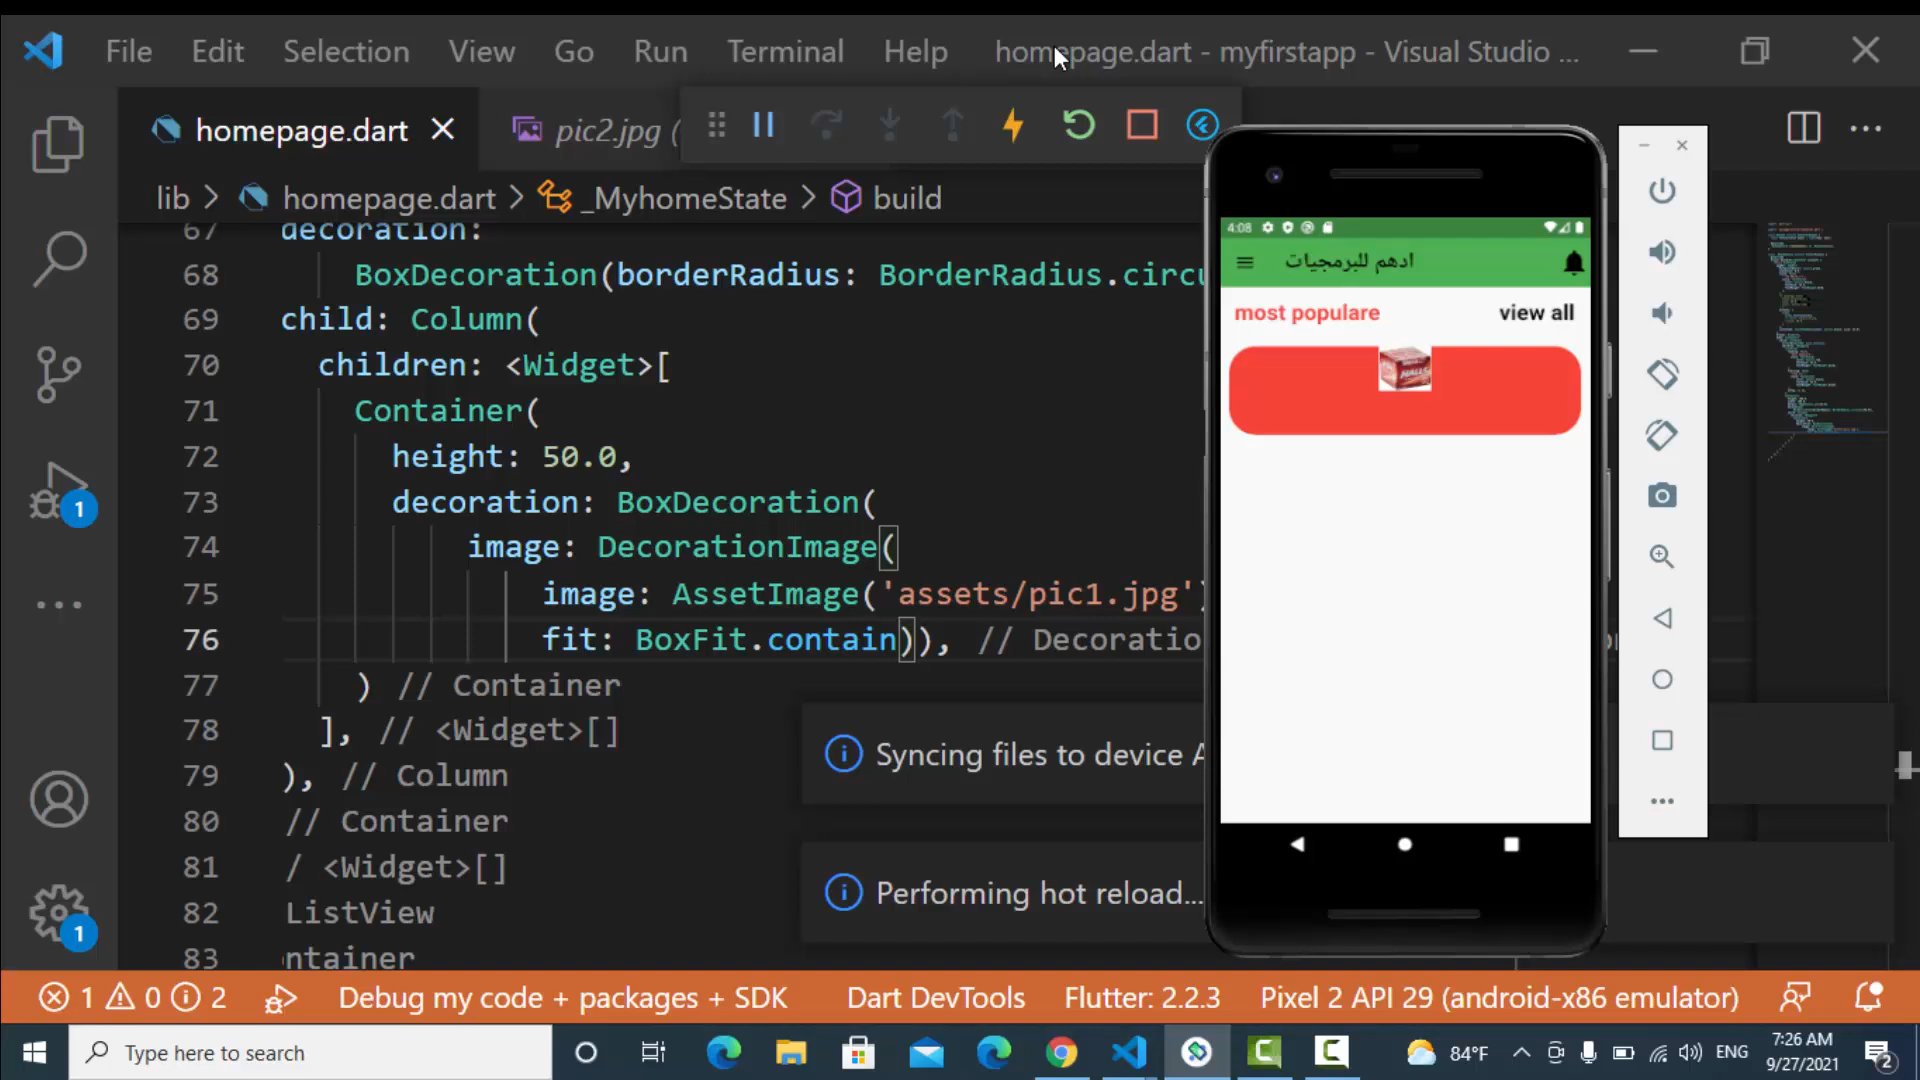 File Edit Selection View Go Run Terminal Help homepage.dart - myfirstapp - Visual Studio ...
homepage.dart pic2.jpg (
lib > homepage.dart > _MyhomeState > build
67 decoration:
68 BoxDecoration(borderRadius: BorderRadius.circu
69 child: Column(
70 children: <Widget>[
71 Container(
72 height: 50.0,
73 decoration: BoxDecoration(
74 image: DecorationImage(
75 image: AssetImage('assets/pic1.jpg')
76 fit: BoxFit.contain)), // Decoratio
77 ) // Container
78 ], // <Widget>[]
79 ), // Column
80 // Container
81 / <Widget>[]
82 ListView
83 ntainer
Syncing files to device A
Performing hot reload...
4:08
ادهم للبرمجيات
most populare view all
HALLS
1
1
1 0 2 Debug my code + packages + SDK Dart DevTools Flutter: 2.2.3 Pixel 2 API 29 (android-x86 emulator)
Type here to search 84°F ENG 7:26 AM
9/27/2021 2